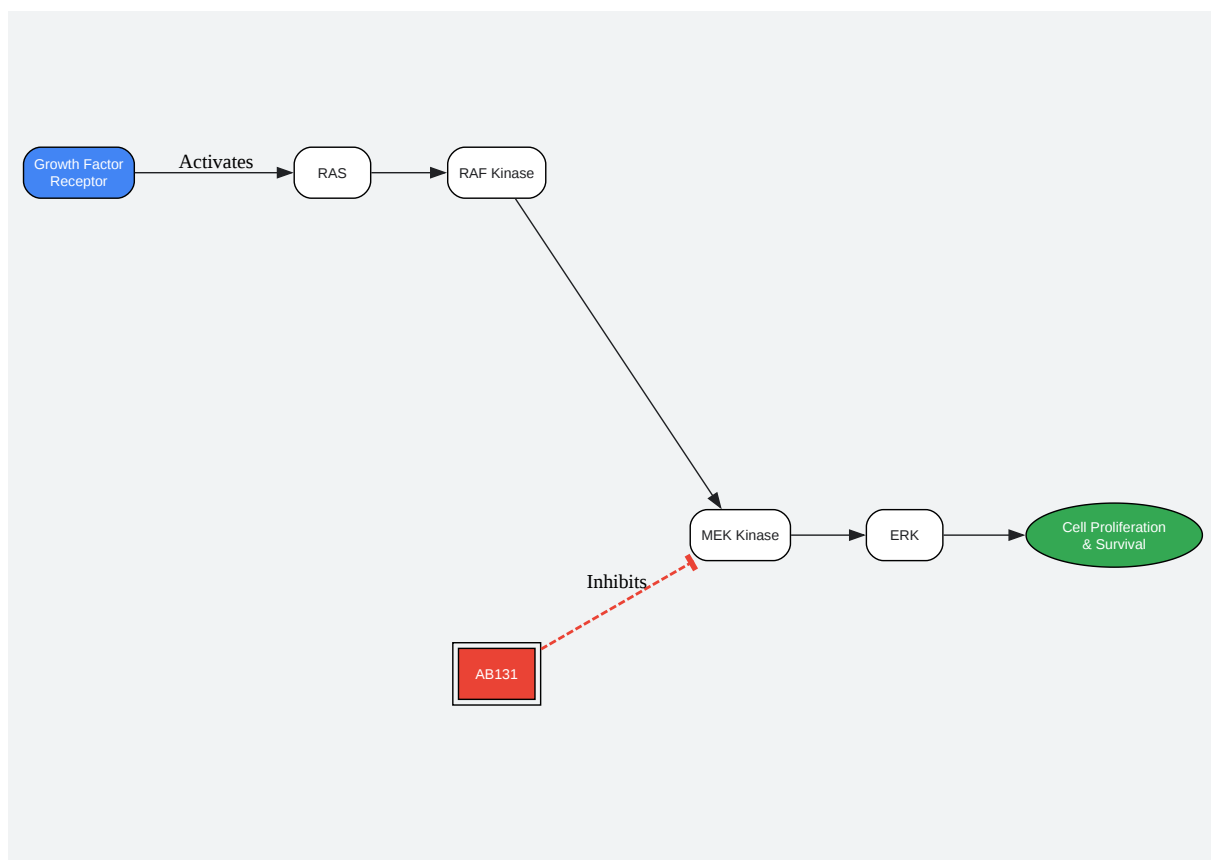 Growth Factor
Receptor
Activates
RAS
RAF Kinase
MEK Kinase
ERK
Cell Proliferation
& Survival
Inhibits
AB131